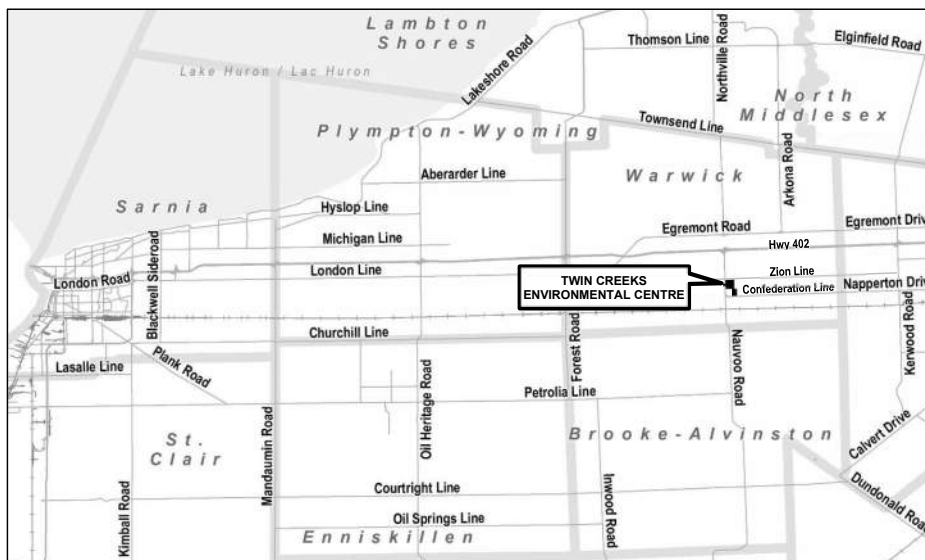 Lambton
Shores
Thomson Line
Elginfield Road
Northville Road
Lake Huron / Lac Huron
Lakeshore Road
North
Middlesex
Townsend Line
Plympton-Wyoming
Arkona Road
Aberarder Line
Warwick
Sarnia
Hyslop Line
Egremont Road
Egremont Driv
Michigan Line
Hwy 402
Blackwell Sideroad
London Road
London Line
Zion Line
TWIN CREEKS
ENVIRONMENTAL CENTRE
Confederation Line
Napperton Driv
Churchill Line
Forest Road
Nauvoo Road
Kerwood Road
Plank Road
Lasalle Line
Oil Heritage Road
Petrolia Line
Mandaumin Road
St.
Clair
Brooke-Alvinston
Calvert Drive
Kimball Road
Courtright Line
Inwood Road
Dundonald Road
Oil Springs Line
Enniskillen